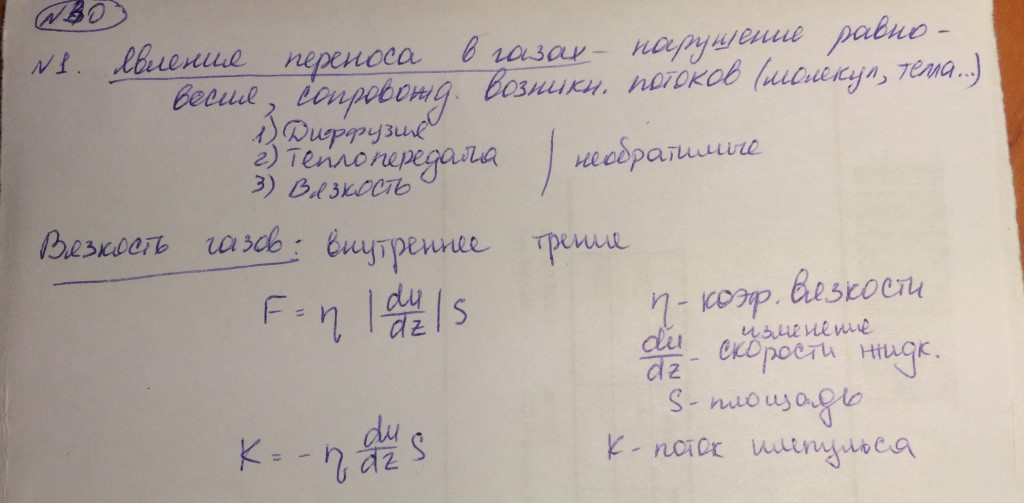 №30
№1. Явления переноса в газах – нарушение равно-
весия, сопровожд. возникн. потоков (молекул, тепла...)
1) Диффузия
2) Теплопередача | необратимые
3) Вязкость
Вязкость газов: внутреннее трение
F = η |du/dz| S
η - коэф. вязкости
du/dz - изменение скорости жидк.
S - площадь
K = - η du/dz S
K - поток импульса